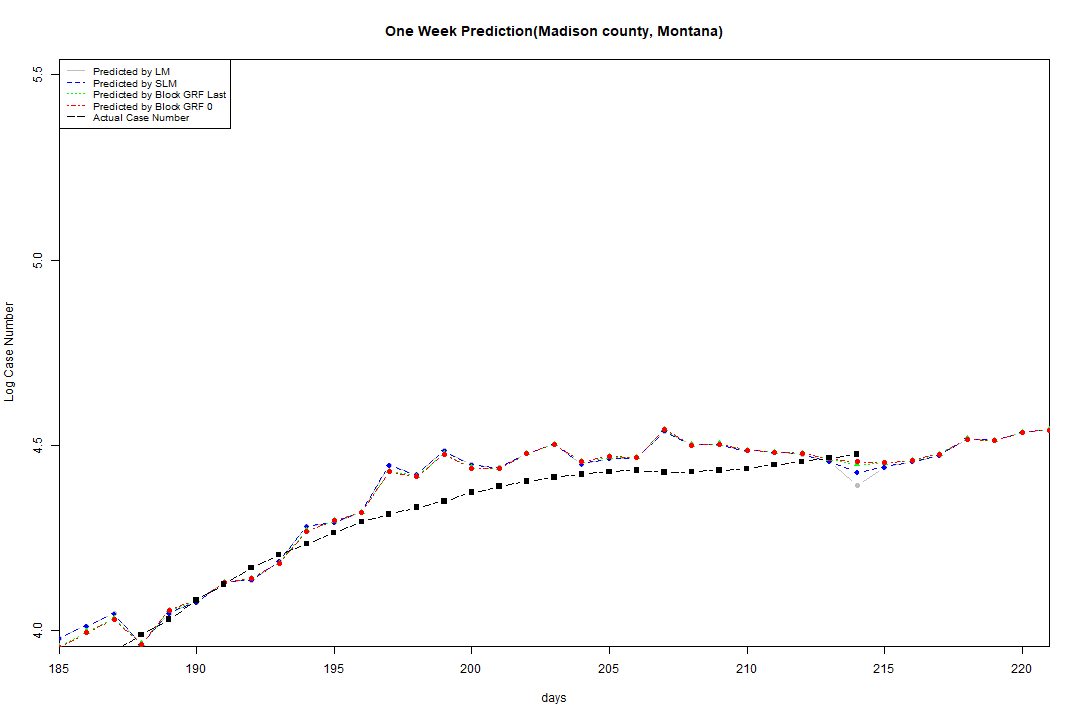 One Week Prediction(Madison county, Montana)
Predicted by LM
Predicted by SLM
Predicted by Block GRF Last
Predicted by Block GRF 0
Actual Case Number
5.5
5.0
4.5
4.0
Log Case Number
185 190 195 200 205 210 215 220
days